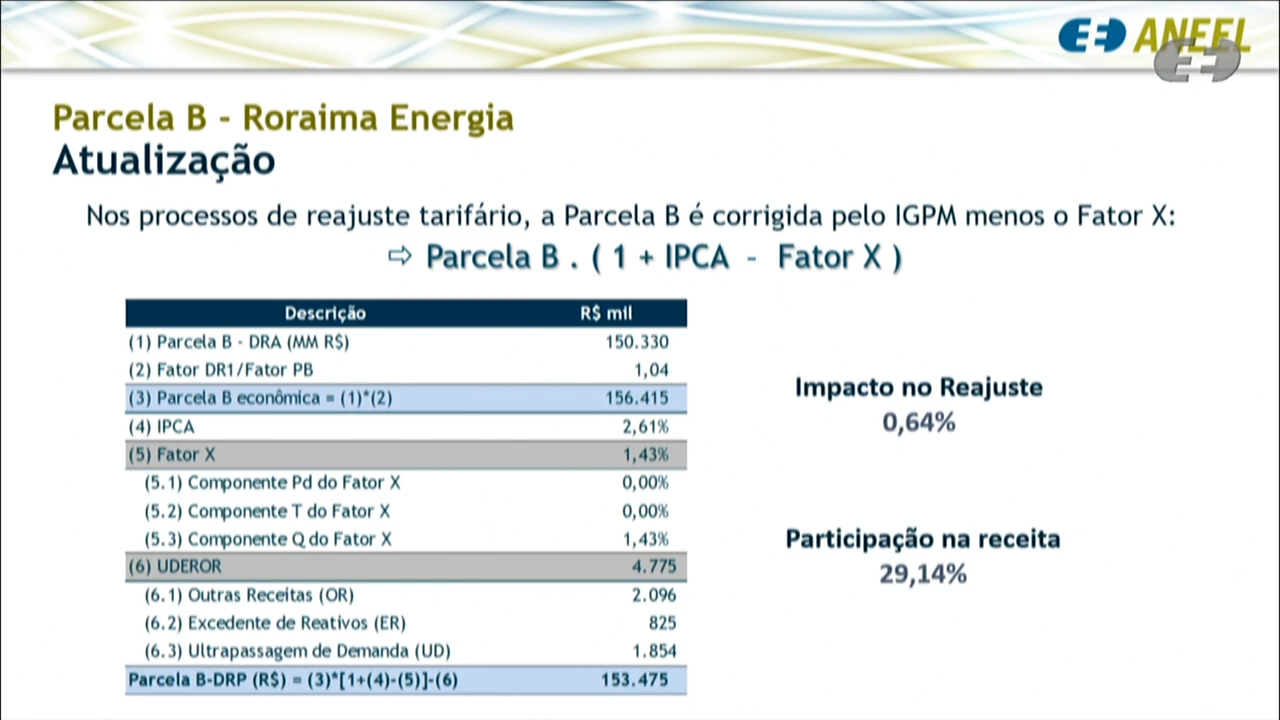 ANEEL
Parcela B - Roraima Energia
Atualização
Nos processos de reajuste tarifário, a Parcela B é corrigida pelo IGPM menos o Fator X:
⇨ Parcela B . ( 1 + IPCA - Fator X )
Descrição R$ mil
(1) Parcela B - DRA (MM R$) 150.330
(2) Fator DR1/Fator PB 1,04
(3) Parcela B econômica = (1)*(2) 156.415
(4) IPCA 2,61%
(5) Fator X 1,43%
(5.1) Componente Pd do Fator X 0,00%
(5.2) Componente T do Fator X 0,00%
(5.3) Componente Q do Fator X 1,43%
(6) UDEROR 4.775
(6.1) Outras Receitas (OR) 2.096
(6.2) Excedente de Reativos (ER) 825
(6.3) Ultrapassagem de Demanda (UD) 1.854
Parcela B-DRP (R$) = (3)*[1+(4)-(5)]-(6) 153.475
Impacto no Reajuste
0,64%
Participação na receita
29,14%